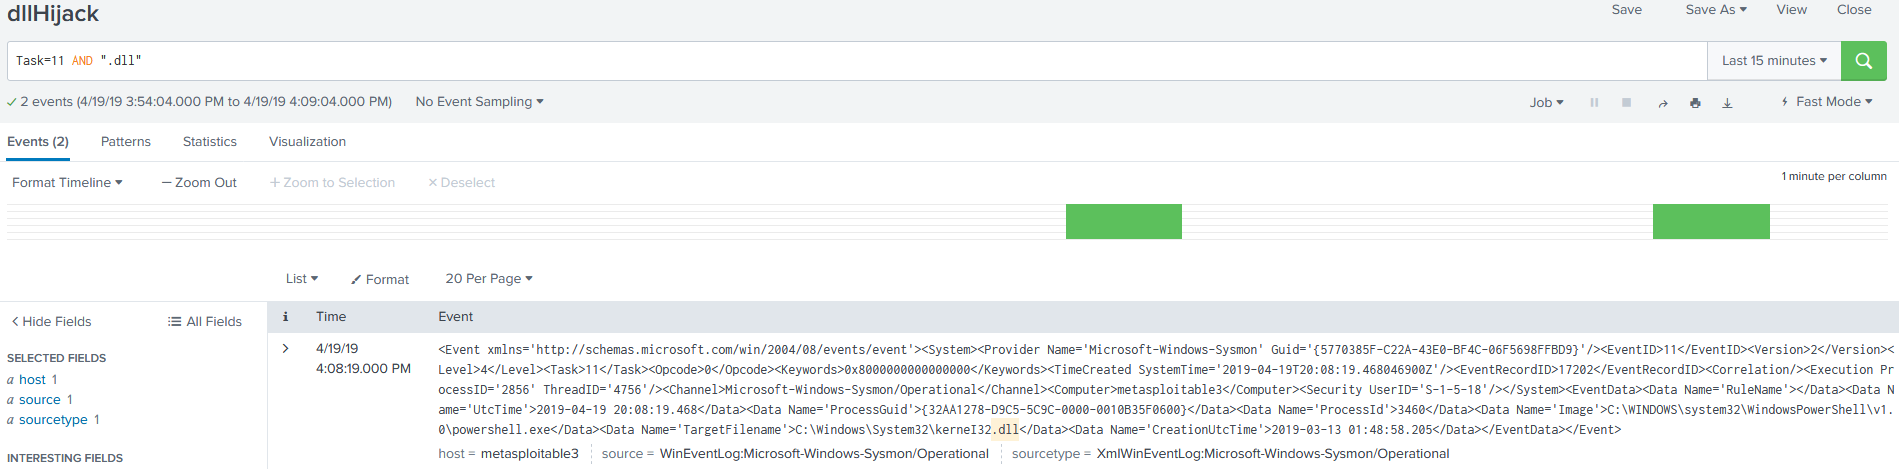 dllHijack
Save Save As View Close
Task=11 AND ".dll"
Last 15 minutes
2 events (4/19/19 3:54:04.000 PM to 4/19/19 4:09:04.000 PM) No Event Sampling Job Fast Mode
Events (2) Patterns Statistics Visualization
Format Timeline — Zoom Out + Zoom to Selection × Deselect
1 minute per column
List Format 20 Per Page
< Hide Fields All Fields
i Time Event
SELECTED FIELDS
a host 1
a source 1
a sourcetype 1
INTERESTING FIELDS
> 4/19/19
4:08:19.000 PM
<Event xmlns='http://schemas.microsoft.com/win/2004/08/events/event'><System><Provider Name='Microsoft-Windows-Sysmon' Guid='{5770385F-C22A-43E0-BF4C-06F5698FFBD9}'/><EventID>11</EventID><Version>2</Version><
Level>4</Level><Task>11</Task><Opcode>0</Opcode><Keywords>0x8000000000000000</Keywords><TimeCreated SystemTime='2019-04-19T20:08:19.468046900Z'/><EventRecordID>17202</EventRecordID><Correlation/><Execution Pr
ocessID='2856' ThreadID='4756'/><Channel>Microsoft-Windows-Sysmon/Operational</Channel><Computer>metasploitable3</Computer><Security UserID='S-1-5-18'/></System><EventData><Data Name='RuleName'></Data><Data N
ame='UtcTime'>2019-04-19 20:08:19.468</Data><Data Name='ProcessGuid'>{32AA1278-D9C5-5C9C-0000-0010B35F0600}</Data><Data Name='ProcessId'>3460</Data><Data Name='Image'>C:\WINDOWS\system32\WindowsPowerShell\v1.
0\powershell.exe</Data><Data Name='TargetFilename'>C:\Windows\System32\kerneI32.dll</Data><Data Name='CreationUtcTime'>2019-03-13 01:48:58.205</Data></EventData></Event>
host = metasploitable3 source = WinEventLog:Microsoft-Windows-Sysmon/Operational sourcetype = XmlWinEventLog:Microsoft-Windows-Sysmon/Operational